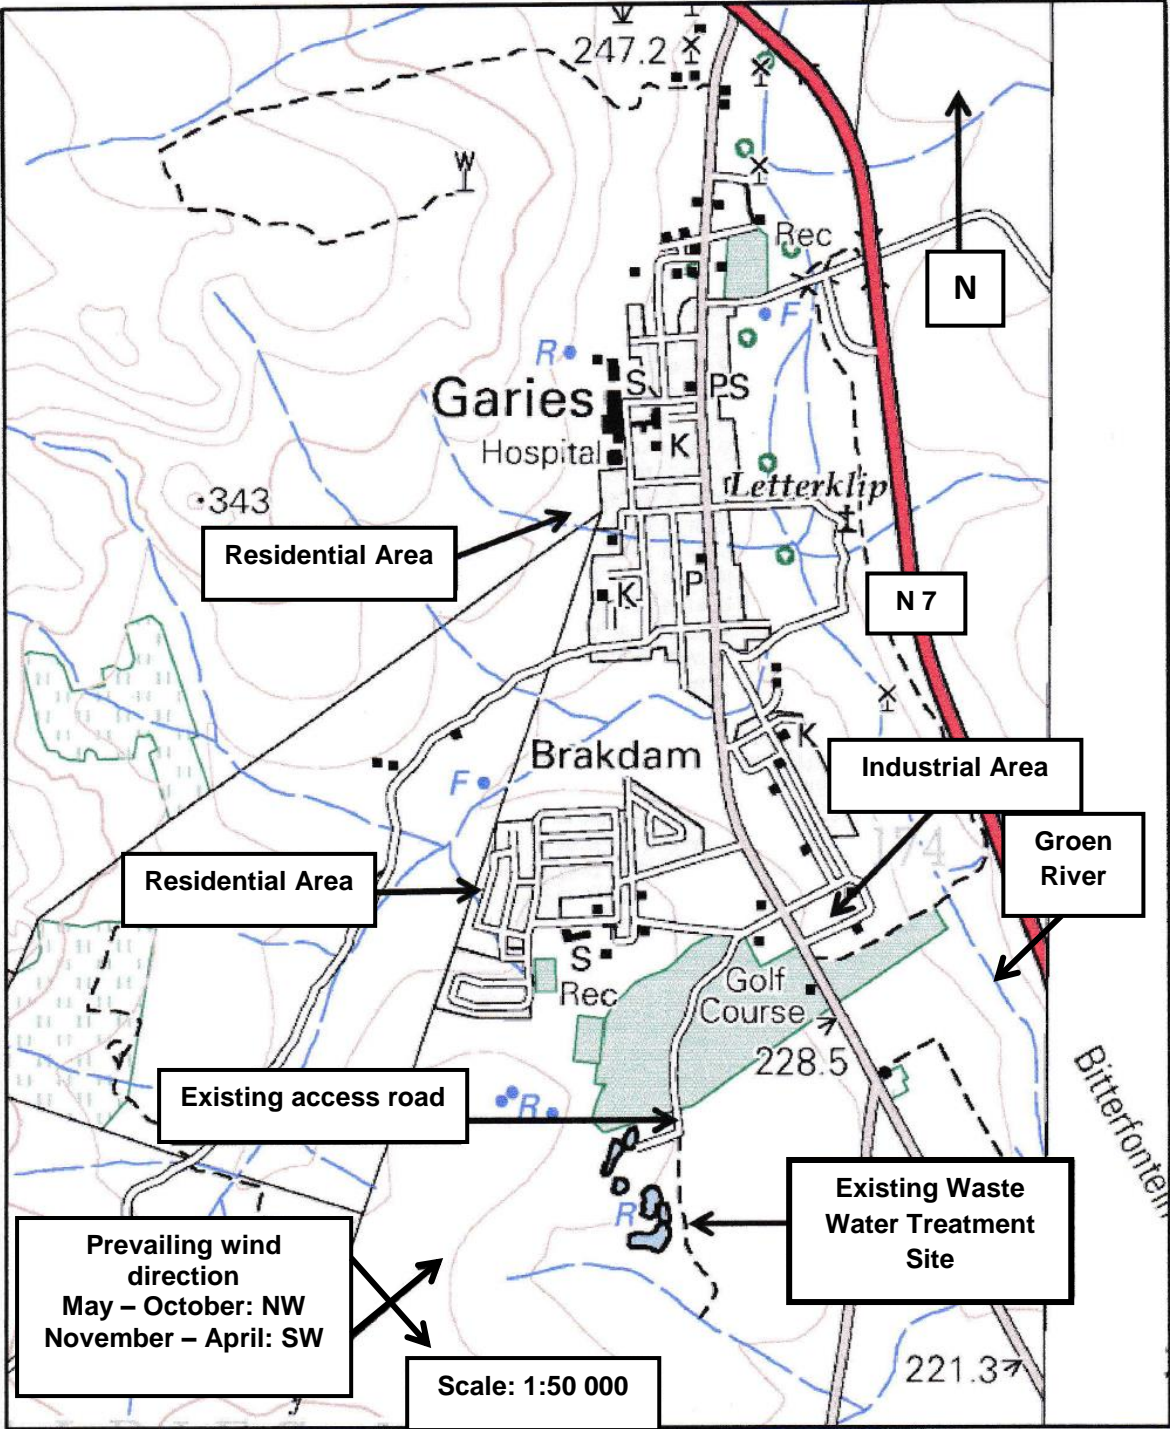 247.2
W
Rec
N
F
R
S
PS
Garies
Hospital
K
Letterklip
343
Residential Area
N 7
K
P
Brakdam
K
Industrial Area
F
174
Groen
River
Residential Area
S
Rec
Golf
Course
228.5
Existing access road
R
Bitterfontein
Existing Waste
Water Treatment
Site
R
Prevailing wind
direction
May – October: NW
November – April: SW
Scale: 1:50 000
221.3